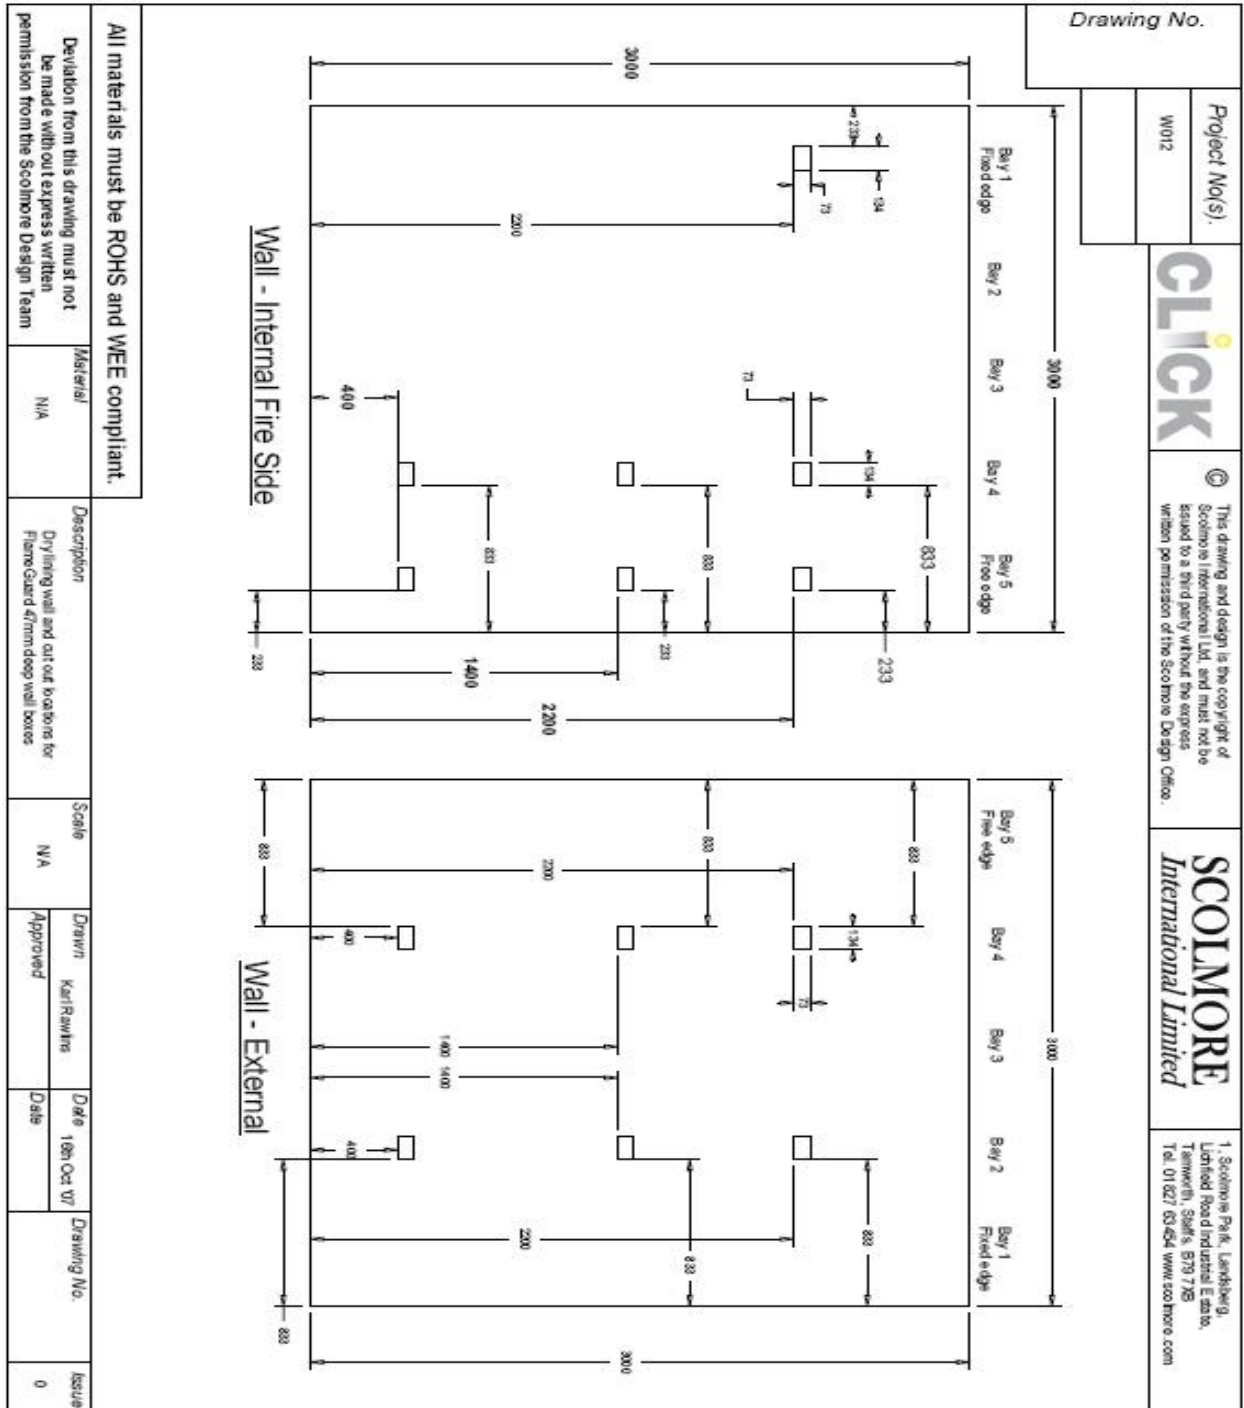 Drawing No.
Project No(s).
W012
CLiCK
©
This drawing and design is the copyright of
Scolmore International Ltd, and must not be
issued to a third party without the express
written permission of the Scolmore Design Office.
SCOLMORE
International Limited
1, Scolmore Park, Landsberg,
Lichfield Road Industrial Estate,
Tamworth, Staffs. B79 7XB
Tel. 01827 63454 www.scolmore.com
3000
3000
Bay 1
Fixed edge
Bay 2
Bay 3
Bay 4
Bay 5
Free edge
233
134
73
2200
73
134
833
233
833
233
400
833
233
1400
2200
Wall - Internal Fire Side
3000
Bay 5
Free edge
Bay 4
Bay 3
Bay 2
Bay 1
Fixed edge
833
833
833
2200
134
73
400
1400
1400
400
2200
833
833
833
3000
Wall - External
All materials must be ROHS and WEE compliant.
Deviation from this drawing must not
be made without express written
permission from the Scolmore Design Team
Material
N/A
Description
Drylining wall and cut out locations for
FlameGuard 47mm deep wall boxes
Scale
N/A
Drawn
Karl Rawlins
Approved
Date
16th Oct '07
Date
Drawing No.
Issue
0